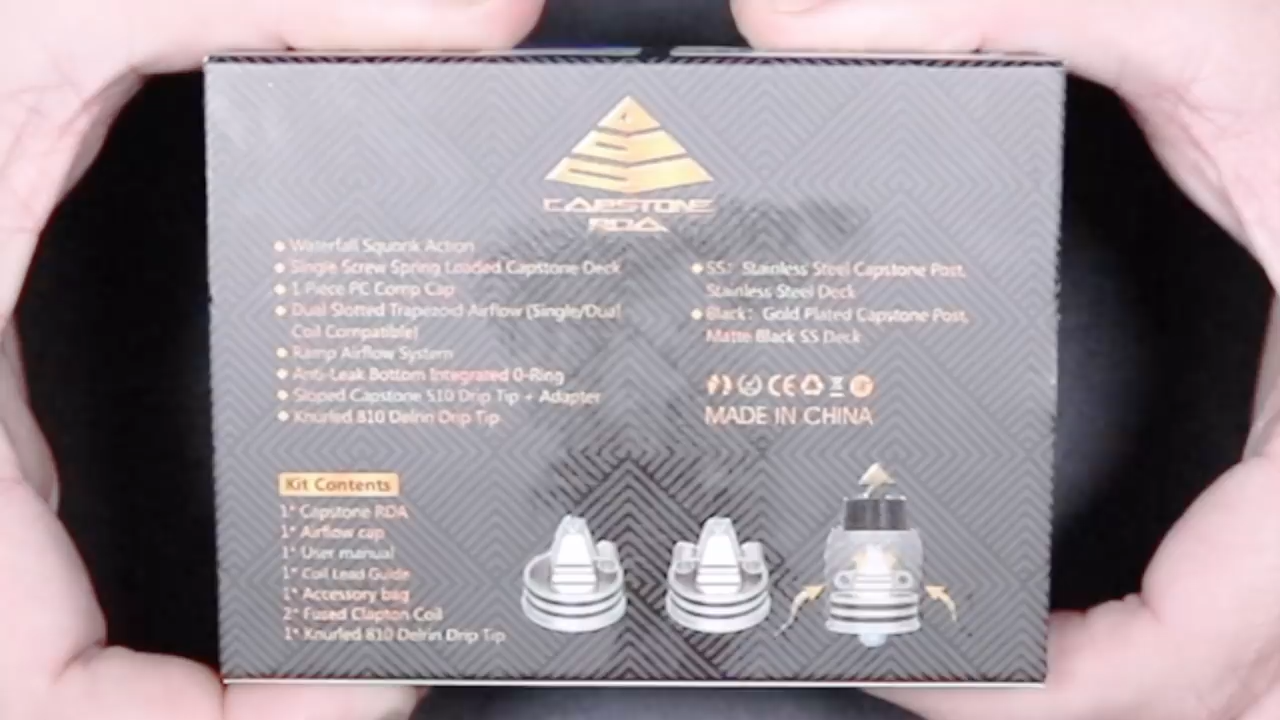 CAPSTONE
RDA
Waterfall Squonk Action
Single Screw Spring Loaded Capstone Deck
1 Piece PC Comp Cap
Dual Slotted Trapezoid Airflow (Single/Dual
Coil Compatible)
Ramp Airflow System
Anti-Leak Bottom Integrated O-Ring
Sloped Capstone 510 Drip Tip + Adapter
Knurled 810 Delrin Drip Tip
SS: Stainless Steel Capstone Post,
Stainless Steel Deck
Black: Gold Plated Capstone Post,
Matte Black SS Deck
CE
MADE IN CHINA
Kit Contents
1* Capstone RDA
1* Airflow cap
1* User manual
1* Coil Lead Guide
1* Accessory bag
2* Fused Clapton Coil
1* Knurled 810 Delrin Drip Tip